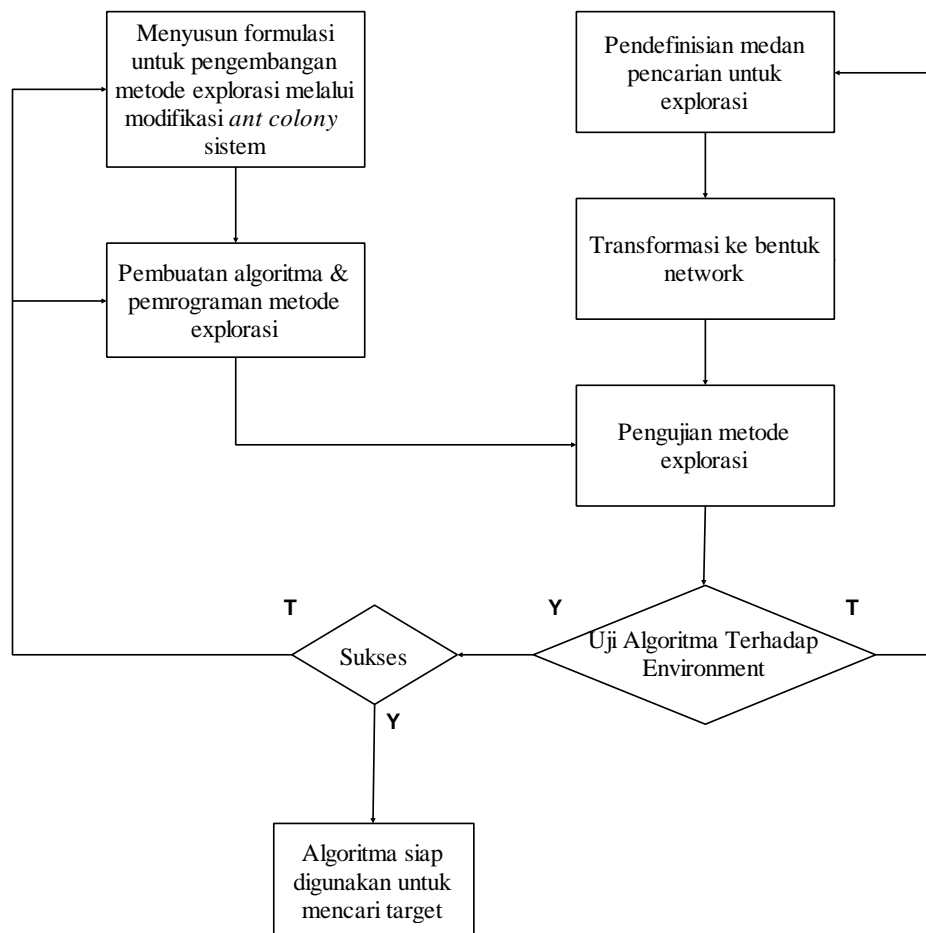 Menyusun formulasi
untuk pengembangan
metode explorasi melalui
modifikasi ant colony
sistem
Pendefinisian medan
pencarian untuk
explorasi
Pembuatan algoritma &
pemrograman metode
explorasi
Transformasi ke bentuk
network
Pengujian metode
explorasi
T
Y
T
Sukses
Uji Algoritma Terhadap
Environment
Y
Algoritma siap
digunakan untuk
mencari target